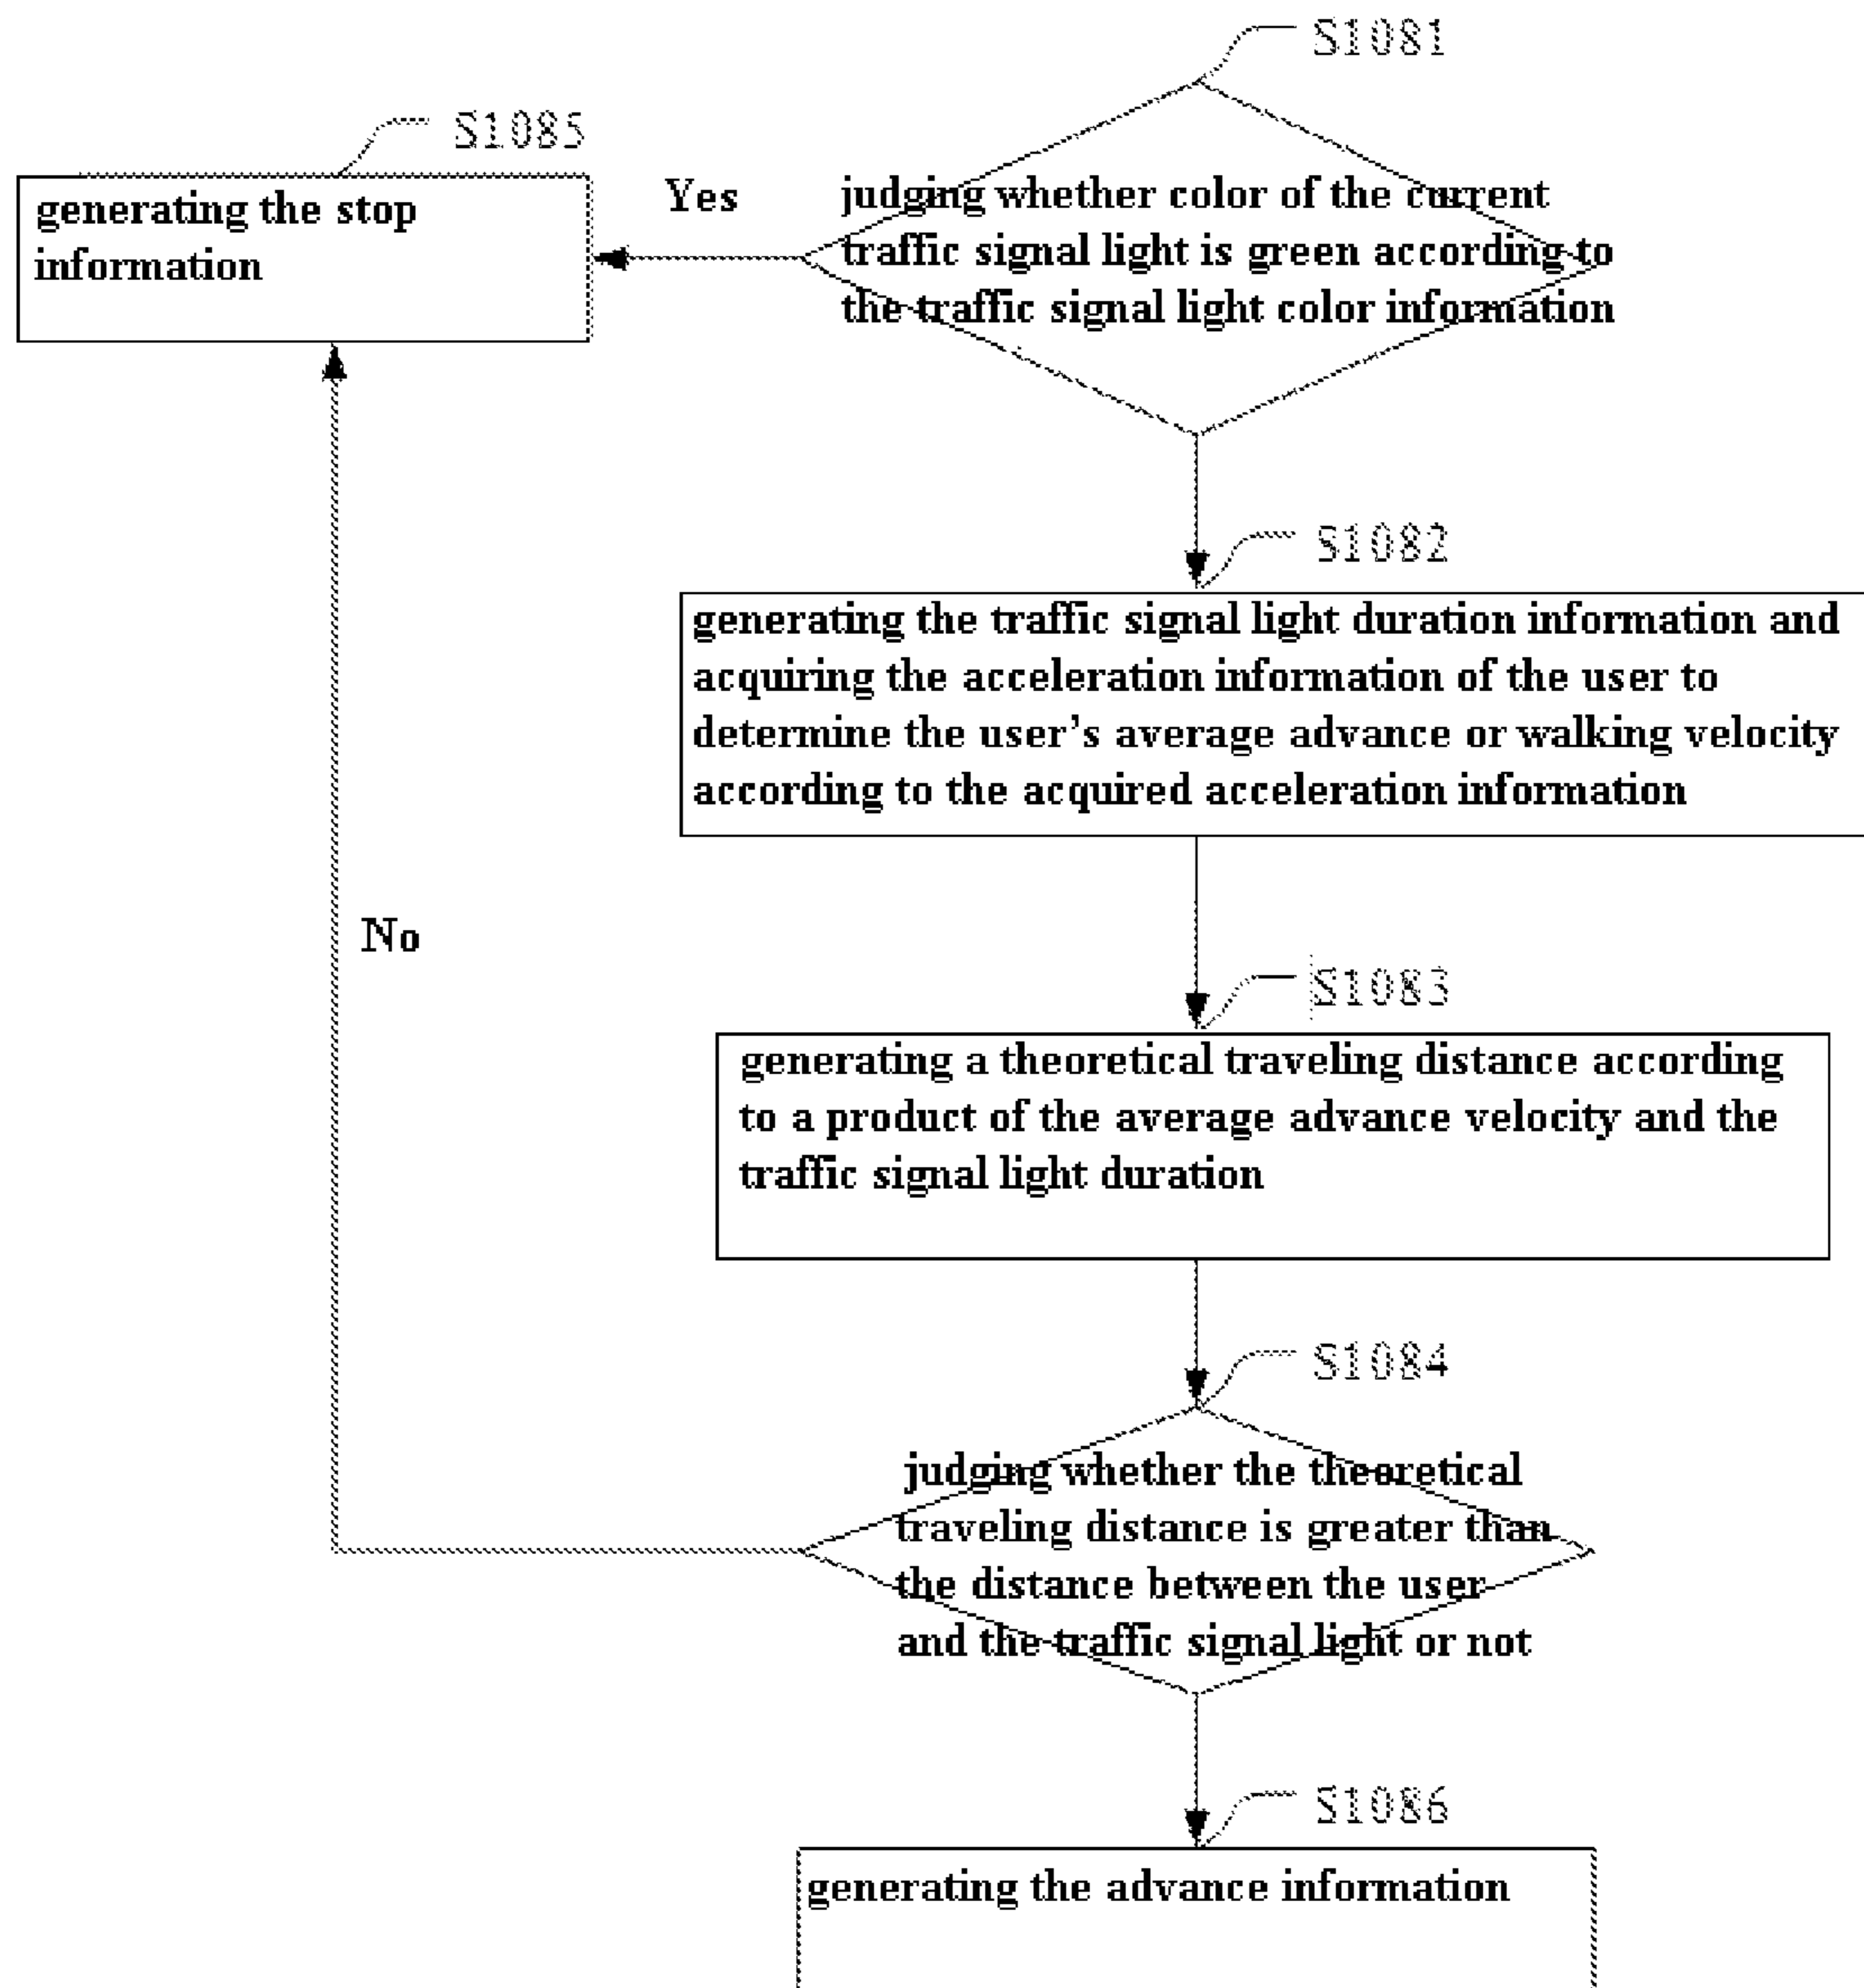 S1081
S1085
generating the stop
information
Yes
judging whether color of the current
traffic signal light is green according to
the traffic signal light color information
S1082
generating the traffic signal light duration information and
acquiring the acceleration information of the user to
determine the user's average advance or walking velocity
according to the acquired acceleration information
No
S1083
generating a theoretical traveling distance according
to a product of the average advance velocity and the
traffic signal light duration
S1084
judging whether the theoretical
traveling distance is greater than
the distance between the user
and the traffic signal light or not
S1086
generating the advance information